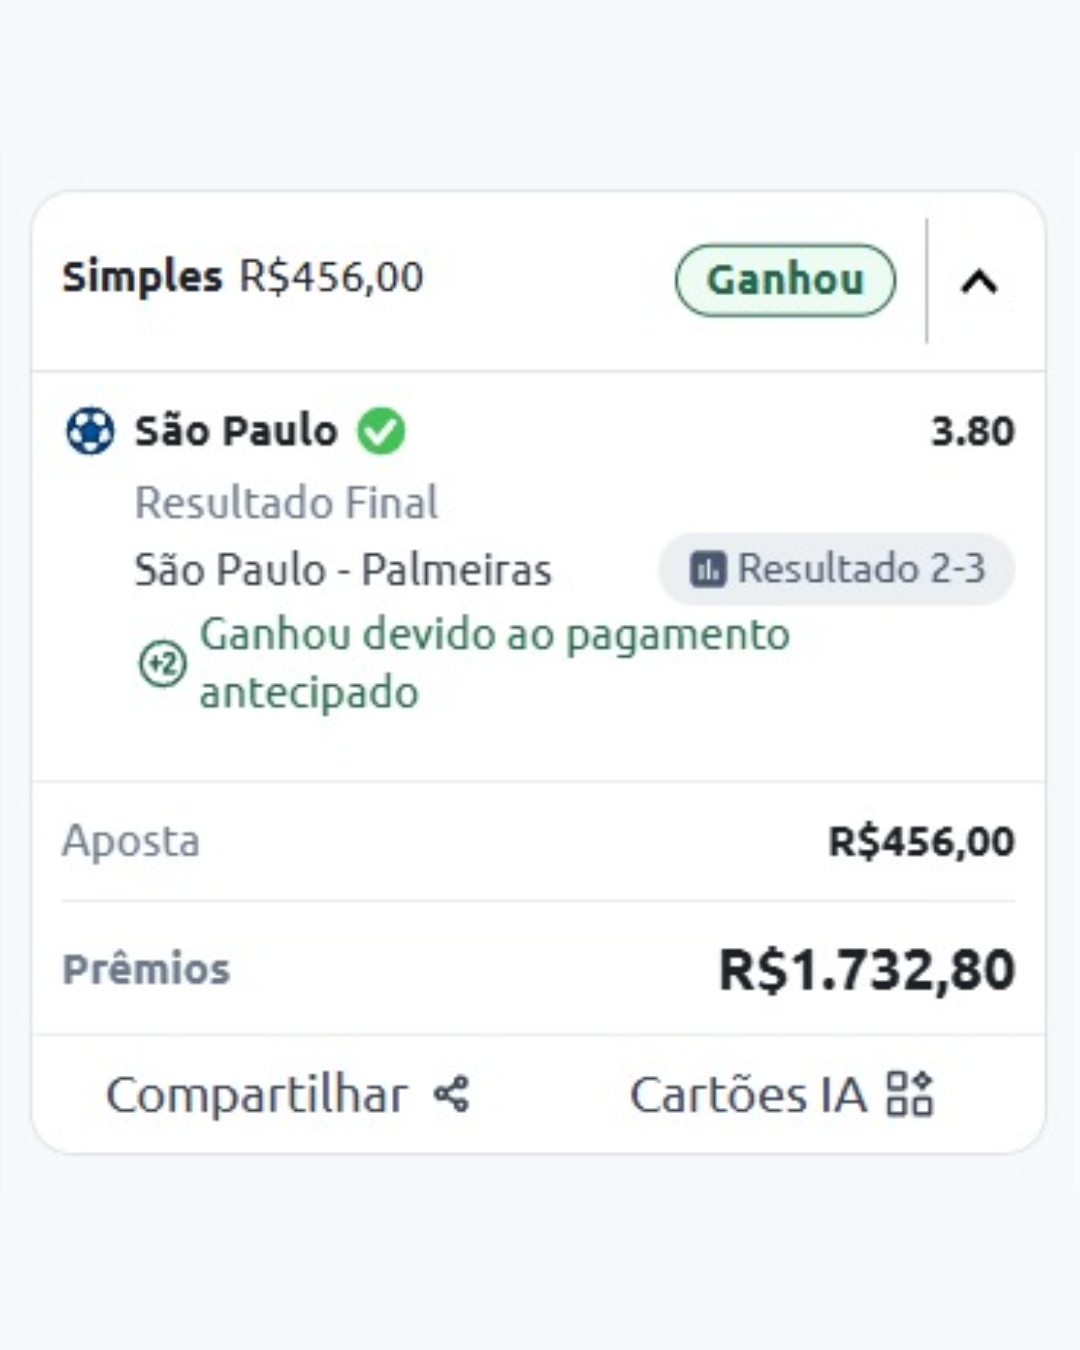 Simples R$456,00 Ganhou
São Paulo 3.80
Resultado Final
São Paulo - Palmeiras Resultado 2-3
+2 Ganhou devido ao pagamento
antecipado
Aposta R$456,00
Prêmios R$1.732,80
Compartilhar Cartões IA